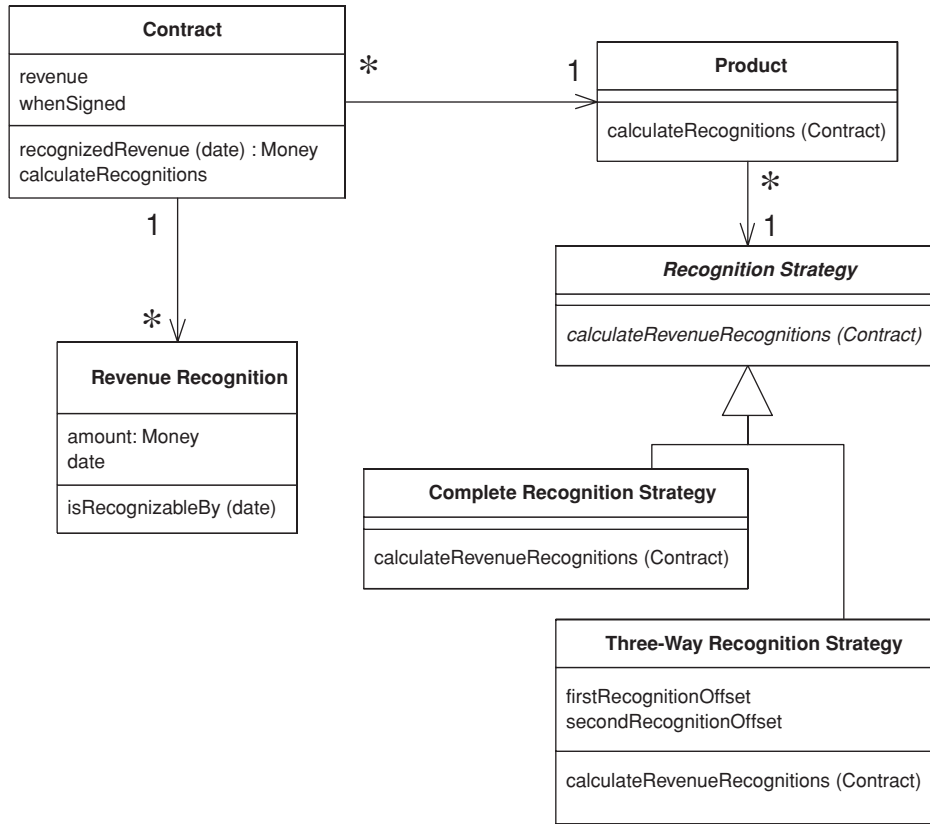 Contract
revenue
whenSigned
recognizedRevenue (date) : Money
calculateRecognitions
*
1
Product
calculateRecognitions (Contract)
*
1
Recognition Strategy
calculateRevenueRecognitions (Contract)
1
*
Revenue Recognition
amount: Money
date
isRecognizableBy (date)
Complete Recognition Strategy
calculateRevenueRecognitions (Contract)
Three-Way Recognition Strategy
firstRecognitionOffset
secondRecognitionOffset
calculateRevenueRecognitions (Contract)